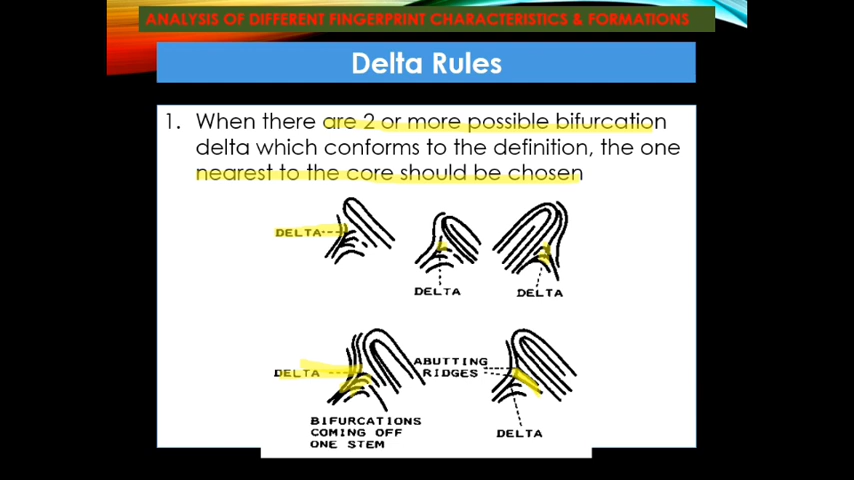 ANALYSIS OF DIFFERENT FINGERPRINT CHARACTERISTICS & FORMATIONS
Delta Rules
1. When there are 2 or more possible bifurcation
delta which conforms to the definition, the one
nearest to the core should be chosen
DELTA
DELTA
DELTA
DELTA
ABUTTING
RIDGES
BIFURCATIONS
COMING OFF
ONE STEM
DELTA